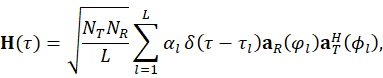 𝐇(τ) = √(N_T N_R / L) ∑_{l=1}^{L} α_l δ(τ − τ_l) 𝐚_R(φ_l) 𝐚_T^H(ϕ_l),